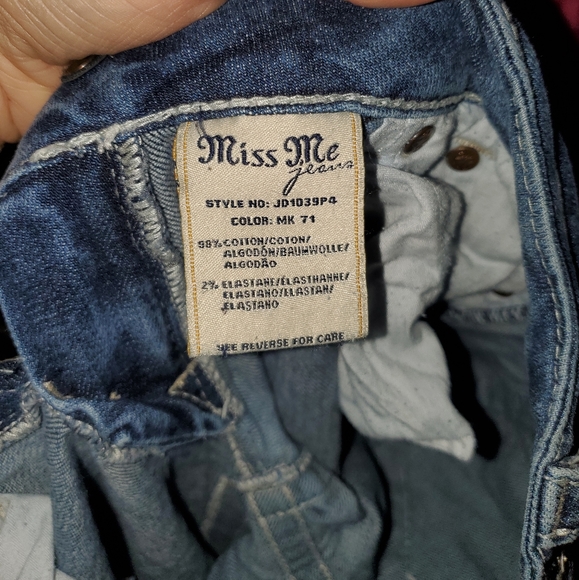 Miss Me
jeans
STYLE NO: JD1039P4
COLOR: MK 71
98% COTTON/COTON/
ALGODÓN/BAUMWOLLE/
ALGODÃO
2% ELASTANE/ÉLASTHANNE/
ELASTANO/ELASTAN/
ELASTANO
SEE REVERSE FOR CARE